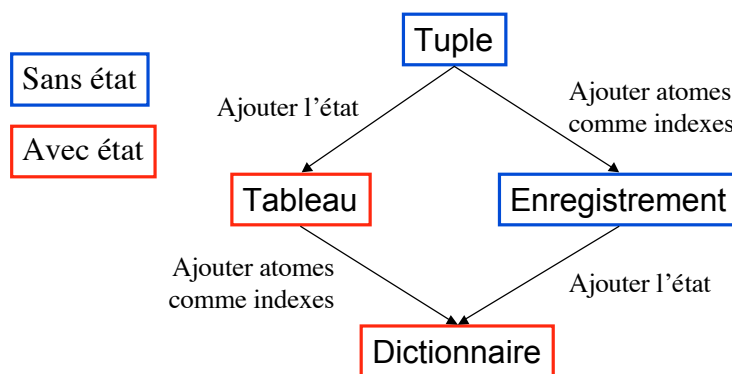 Tuple
Sans état
Ajouter l’état
Ajouter atomes
comme indexes
Avec état
Tableau
Enregistrement
Ajouter atomes
comme indexes
Ajouter l’état
Dictionnaire